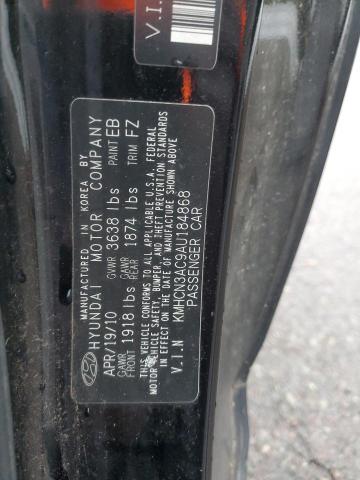 V.I.
MANUFACTURED IN KOREA BY
HYUNDAI MOTOR COMPANY
APR/19/10 GVWR 3638 lbs PAINT EB
GAWR FRONT 1918 lbs GAWR REAR 1874 lbs TRIM FZ
THIS VEHICLE CONFORMS TO ALL APPLICABLE U.S.A. FEDERAL
MOTOR VEHICLE SAFETY, BUMPER, AND THEFT PREVENTION STANDARDS
IN EFFECT ON THE DATE OF MANUFACTURE SHOWN ABOVE.
V.I.N KMHCN3AC9AU184868
PASSENGER CAR